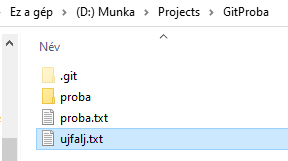 Ez a gép > (D:) Munka > Projects > GitProba
Név
.git
proba
proba.txt
ujfalj.txt